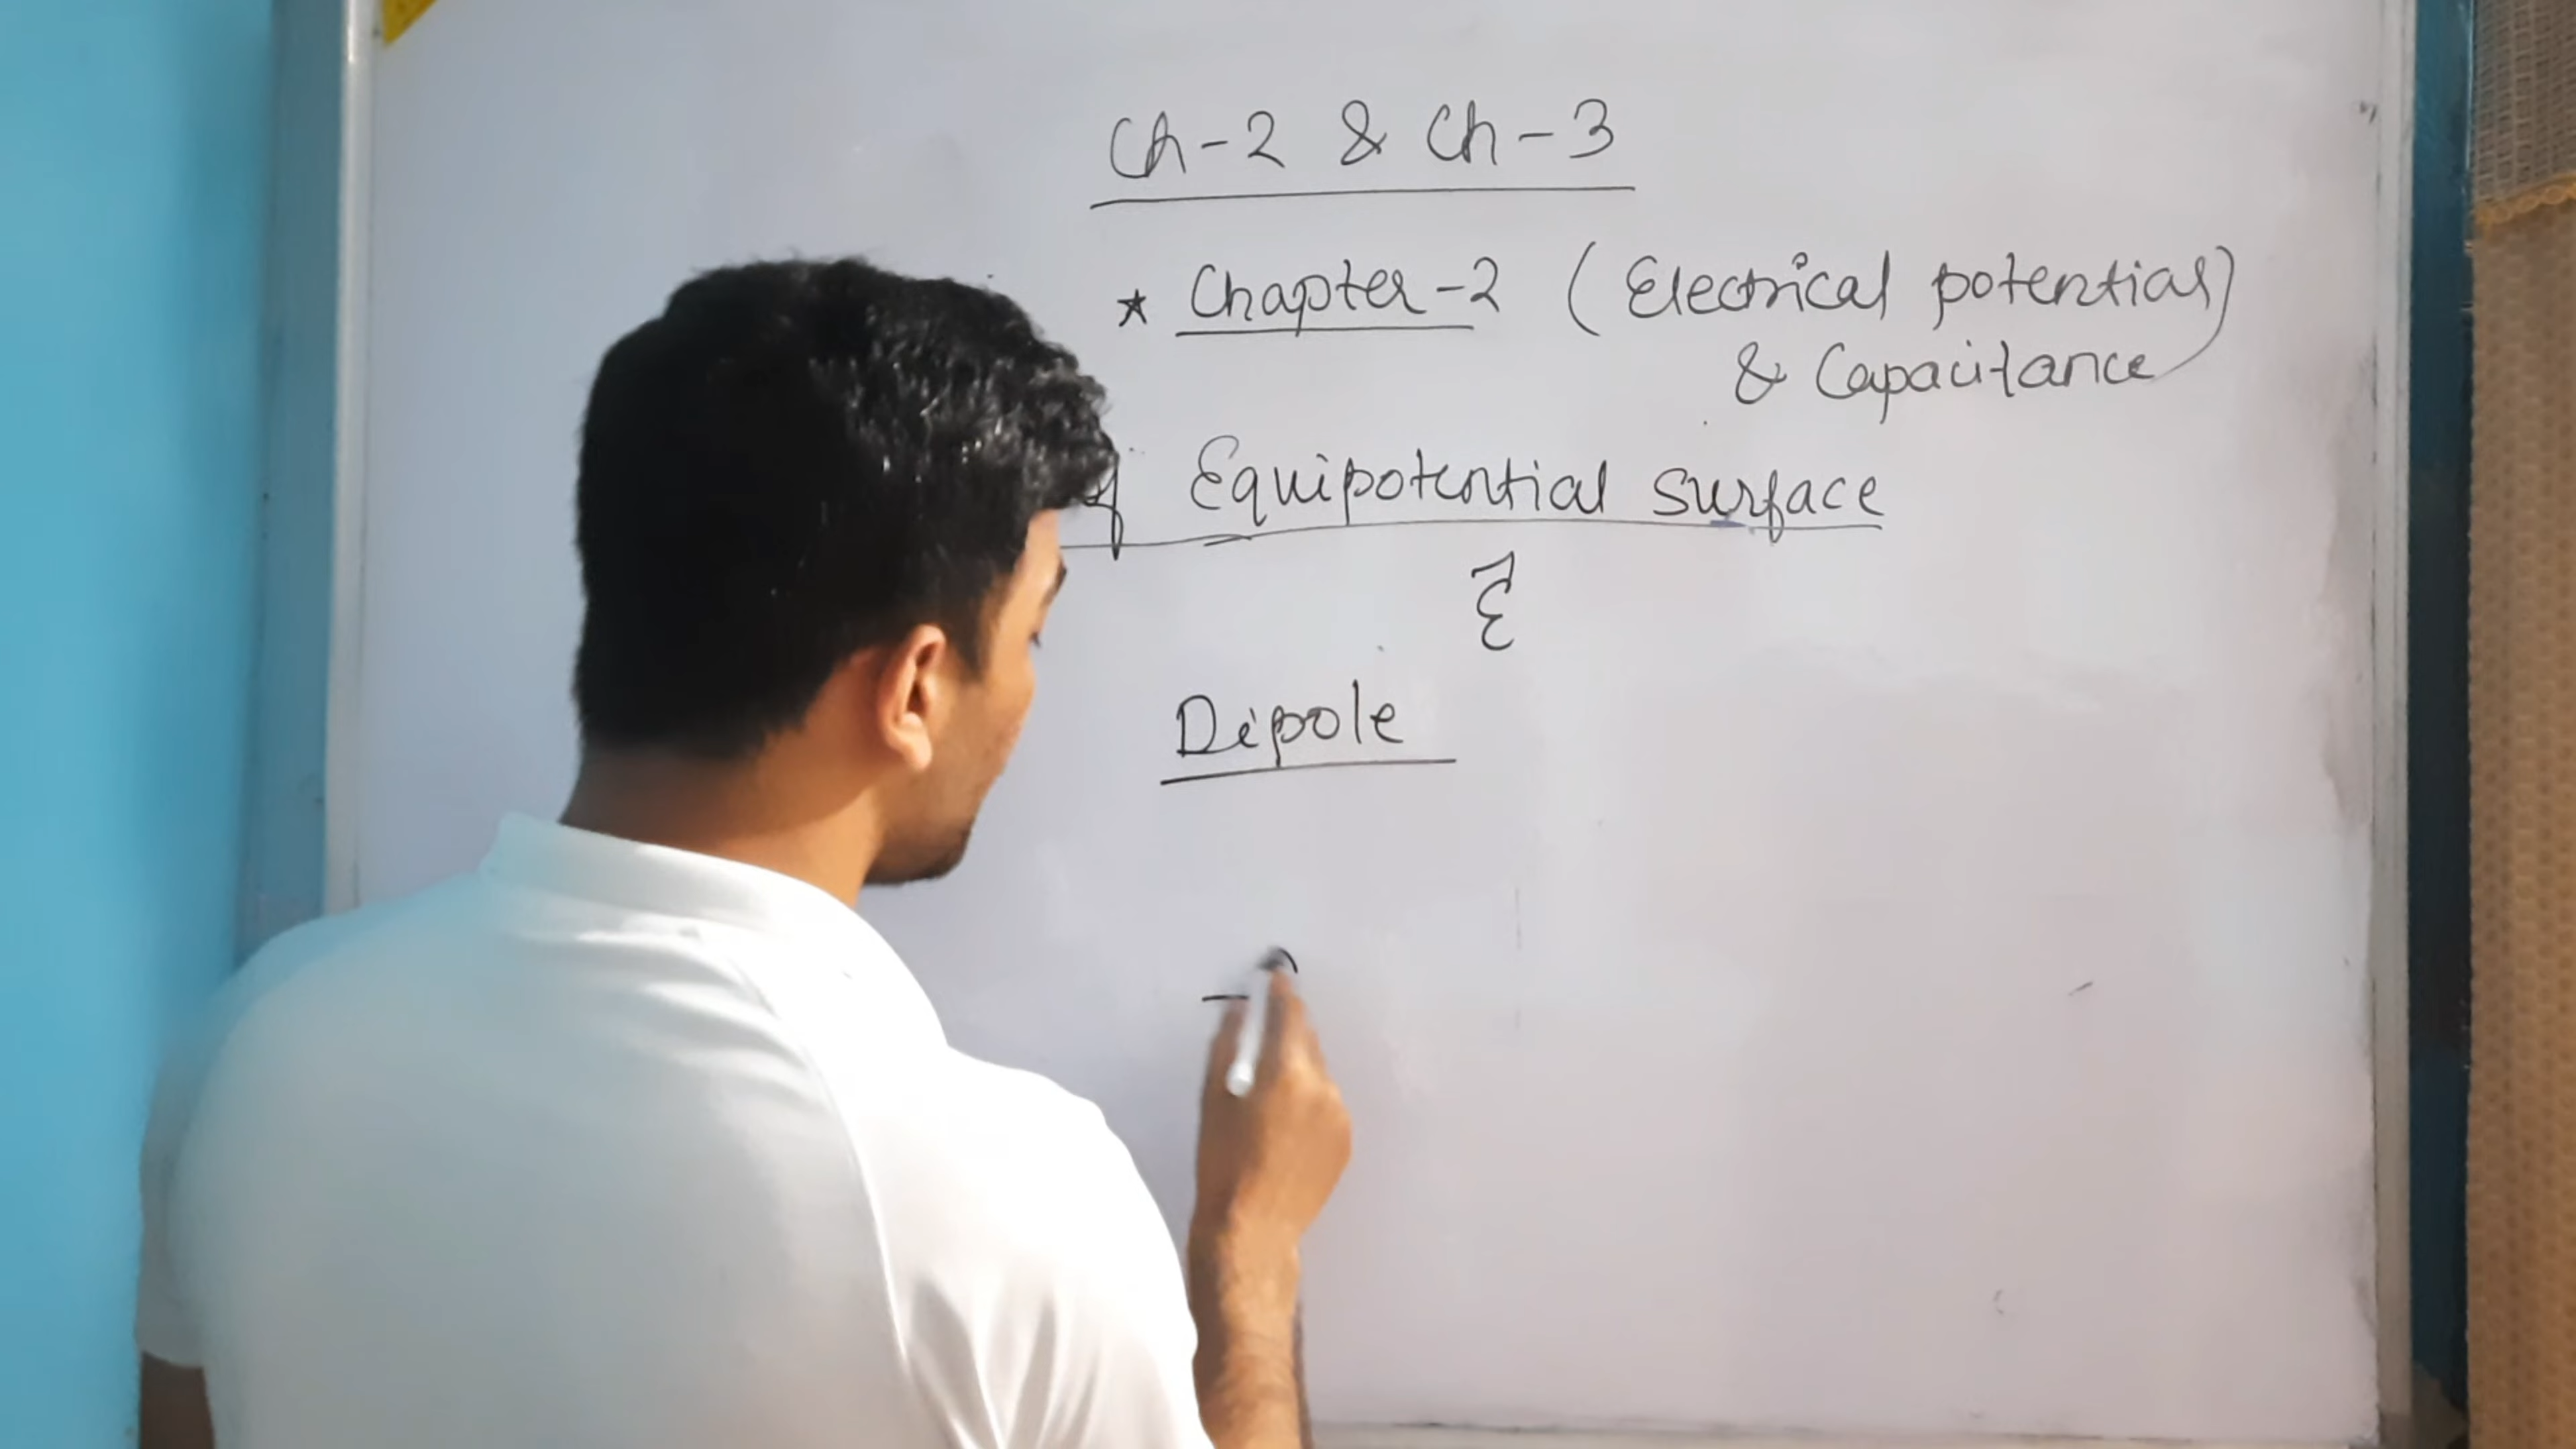 Ch-2 & Ch-3
★ Chapter-2 (Electrical potential)
& Capacitance
Equipotential surface
Dipole